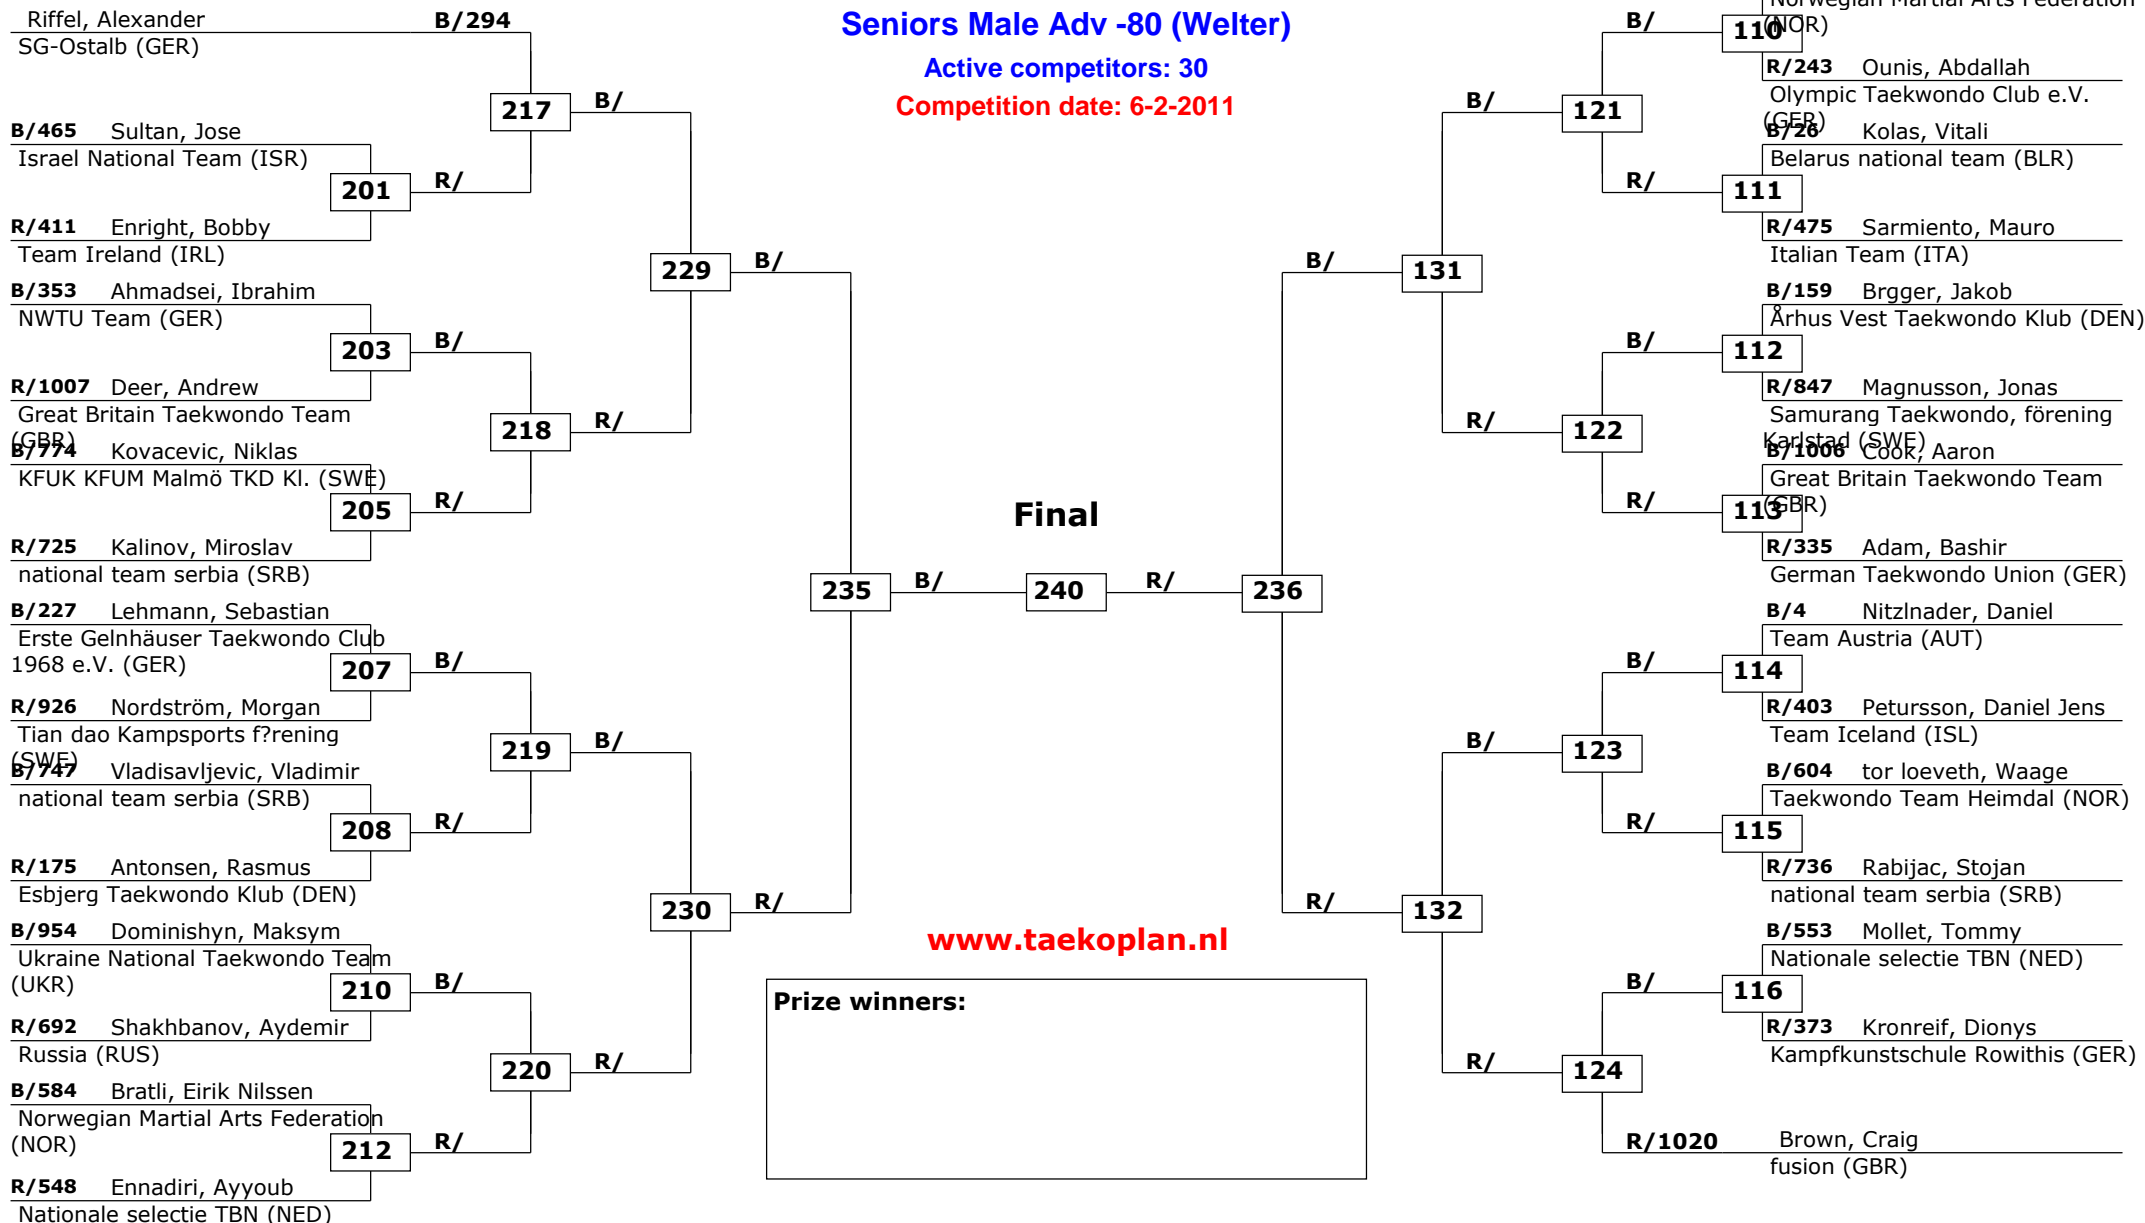 Seniors Male Adv -80 (Welter)
Active competitors: 30
Competition date: 6-2-2011
Riffel, Alexander
B/294
SG-Ostalb (GER)
217
B/
B/465 Sultan, Jose
Israel National Team (ISR)
201
R/
R/411 Enright, Bobby
Team Ireland (IRL)
229
B/
B/353 Ahmadsei, Ibrahim
NWTU Team (GER)
203
B/
R/1007 Deer, Andrew
Great Britain Taekwondo Team
(GBR)
218
R/
B/774 Kovacevic, Niklas
KFUK KFUM Malmö TKD Kl. (SWE)
205
R/
R/725 Kalinov, Miroslav
national team serbia (SRB)
235
B/
B/227 Lehmann, Sebastian
Erste Gelnhäuser Taekwondo Club
1968 e.V. (GER)
207
B/
R/926 Nordström, Morgan
Tian dao Kampsports f?rening
(SWE)
219
B/
B/747 Vladisavljevic, Vladimir
national team serbia (SRB)
208
R/
R/175 Antonsen, Rasmus
Esbjerg Taekwondo Klub (DEN)
230
R/
B/954 Dominishyn, Maksym
Ukraine National Taekwondo Team
(UKR)
210
B/
R/692 Shakhbanov, Aydemir
Russia (RUS)
220
R/
B/584 Bratli, Eirik Nilssen
Norwegian Martial Arts Federation
(NOR)
212
R/
R/548 Ennadiri, Ayyoub
Nationale selectie TBN (NED)
Final
240
R/
236
www.taekoplan.nl
Prize winners:
Norwegian Martial Arts Federation
(NOR)
B/
110
R/243 Ounis, Abdallah
Olympic Taekwondo Club e.V.
(GER)
B/
121
B/26 Kolas, Vitali
Belarus national team (BLR)
R/
111
R/475 Sarmiento, Mauro
Italian Team (ITA)
B/
131
B/159 Brgger, Jakob
Århus Vest Taekwondo Klub (DEN)
B/
112
R/847 Magnusson, Jonas
Samurang Taekwondo, förening
Karlstad (SWE)
R/
122
B/1006 Cook, Aaron
Great Britain Taekwondo Team
(GBR)
R/
113
R/335 Adam, Bashir
German Taekwondo Union (GER)
B/4 Nitzlnader, Daniel
Team Austria (AUT)
B/
114
R/403 Petursson, Daniel Jens
Team Iceland (ISL)
B/
123
B/604 tor loeveth, Waage
Taekwondo Team Heimdal (NOR)
R/
115
R/736 Rabijac, Stojan
national team serbia (SRB)
R/
132
B/553 Mollet, Tommy
Nationale selectie TBN (NED)
B/
116
R/373 Kronreif, Dionys
Kampfkunstschule Rowithis (GER)
R/
124
R/1020 Brown, Craig
fusion (GBR)